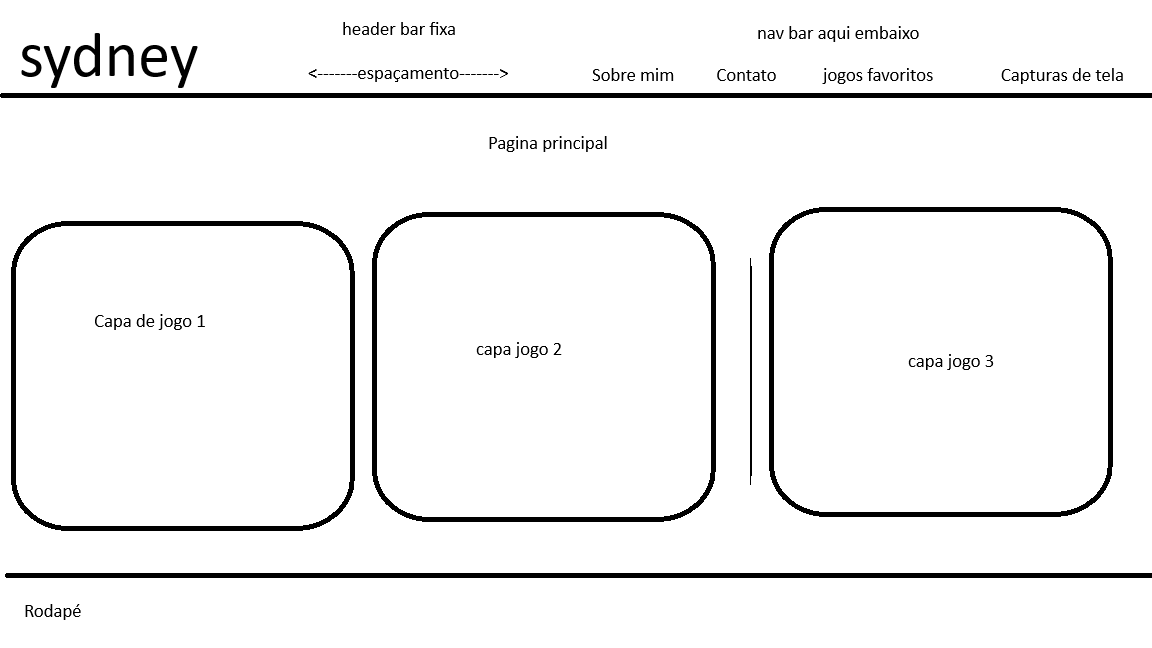 sydney
header bar fixa
nav bar aqui embaixo
<-------espaçamento------->
Sobre mim
Contato
jogos favoritos
Capturas de tela
Pagina principal
Capa de jogo 1
capa jogo 2
capa jogo 3
Rodapé